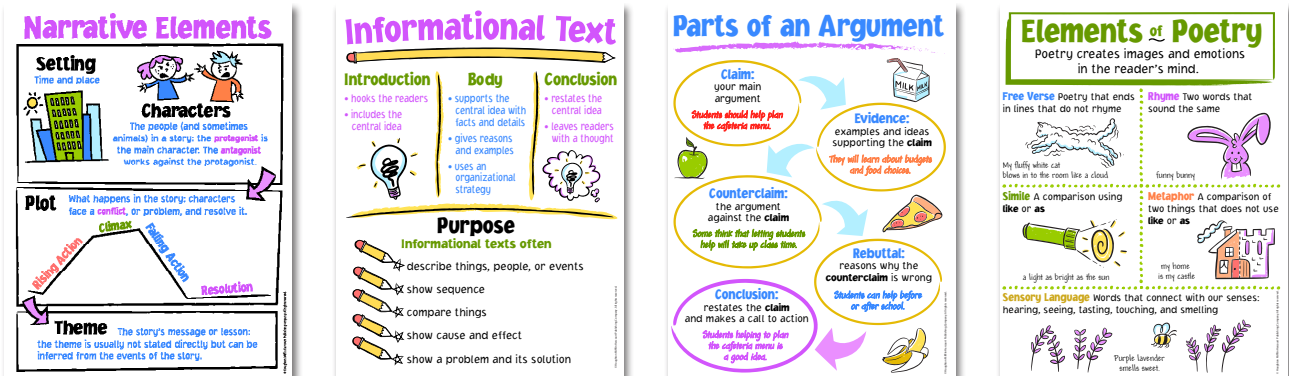 Narrative Elements
Setting
Time and place
Characters
The people (and sometimes
animals) in a story: the protagonist is
the main character. The antagonist
works against the protagonist.
Plot
What happens in the story: characters
face a conflict, or problem, and resolve it.
Rising Action
Climax
Falling Action
Resolution
Theme
The story's message or lesson:
the theme is usually not stated directly but can be
inferred from the events of the story.
Informational Text
Introduction
• hooks the readers
• includes the
central idea
Body
• supports the
central idea with
facts and details
• gives reasons
and examples
• uses an
organizational
strategy
Conclusion
• restates the
central idea
• leaves readers
with a thought
Purpose
Informational texts often
describe things, people, or events
show sequence
compare things
show cause and effect
show a problem and its solution
Parts of an Argument
Claim:
your main
argument
Students should help plan
the cafeteria menu.
MILK
MILK
Evidence:
examples and ideas
supporting the claim
They will learn about budgets
and food choices.
Counterclaim:
the argument
against the claim
Some think that letting students
help will take up class time.
Rebuttal:
reasons why the
counterclaim is wrong
Students can help before
or after school.
Conclusion:
restates the claim
and makes a call to action
Students helping to plan
the cafeteria menu is
a good idea.
Elements of Poetry
Poetry creates images and emotions
in the reader's mind.
Free Verse Poetry that ends
in lines that do not rhyme
My fluffy white cat
blows in to the room like a cloud
Rhyme Two words that
sound the same
funny bunny
Simile A comparison using
like or as
a light as bright as the sun
Metaphor A comparison of
two things that does not use
like or as
my home
is my castle
Sensory Language Words that connect with our senses:
hearing, seeing, tasting, touching, and smelling
Purple lavender
smells sweet.